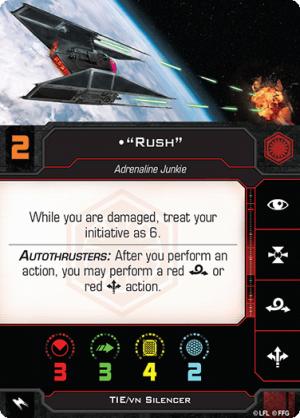 2
•“Rush”
Adrenaline Junkie
While you are damaged, treat your
initiative as 6.
Autothrusters: After you perform an
action, you may perform a red or
red action.
3 3 4 2
TIE/vn Silencer
©LFL ©FFG